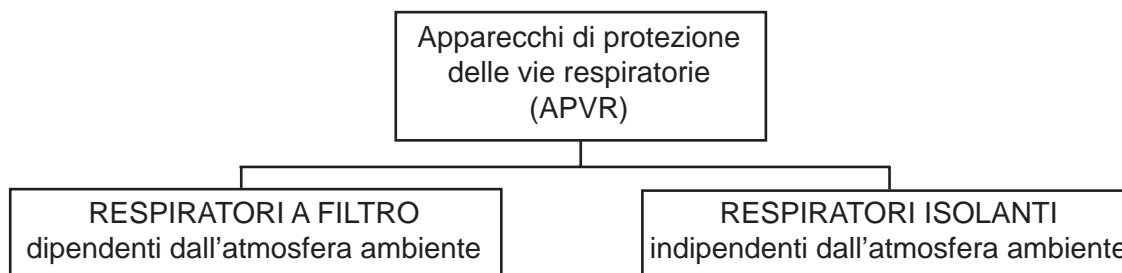 Apparecchi di protezione
delle vie respiratorie
(APVR)
RESPIRATORI A FILTRO
dipendenti dall'atmosfera ambiente
RESPIRATORI ISOLANTI
indipendenti dall'atmosfera ambiente